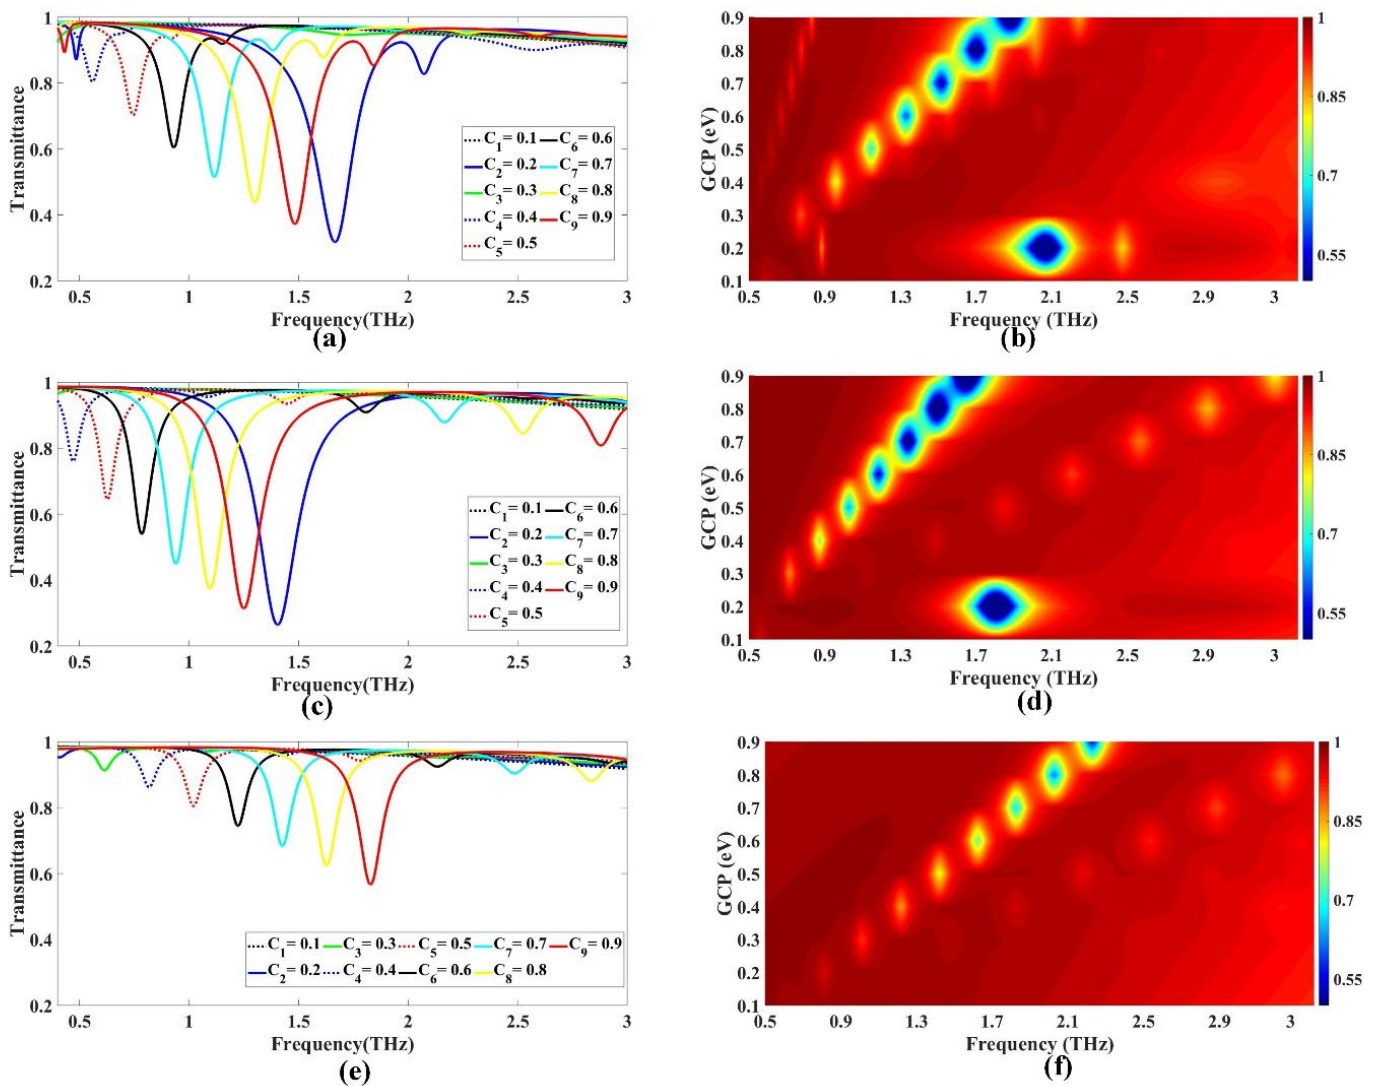 1
0.8
0.6
0.4
0.2
Transmittance
C1= 0.1 C6= 0.6
C2= 0.2 C7= 0.7
C3= 0.3 C8= 0.8
C4= 0.4 C9= 0.9
C5= 0.5
0.5 1 1.5 2 2.5 3
Frequency(THz)
(a)
0.9
0.8
0.7
0.6
0.5
0.4
0.3
0.2
0.1
GCP (eV)
0.5 0.9 1.3 1.7 2.1 2.5 2.9 3
Frequency (THz)
(b)
1
0.85
0.7
0.55
1
0.8
0.6
0.4
0.2
Transmittance
C1= 0.1 C6= 0.6
C2= 0.2 C7= 0.7
C3= 0.3 C8= 0.8
C4= 0.4 C9= 0.9
C5= 0.5
0.5 1 1.5 2 2.5 3
Frequency(THz)
(c)
0.9
0.8
0.7
0.6
0.5
0.4
0.3
0.2
0.1
GCP (eV)
0.5 0.9 1.3 1.7 2.1 2.5 2.9 3
Frequency (THz)
(d)
1
0.85
0.7
0.55
1
0.8
0.6
0.4
0.2
Transmittance
C1= 0.1 C3= 0.3 C5= 0.5 C7= 0.7 C9= 0.9
C2= 0.2 C4= 0.4 C6= 0.6 C8= 0.8
0.5 1 1.5 2 2.5 3
Frequency(THz)
(e)
0.9
0.8
0.7
0.6
0.5
0.4
0.3
0.2
0.1
GCP (eV)
0.5 0.9 1.3 1.7 2.1 2.5 2.9 3
Frequency (THz)
(f)
1
0.85
0.7
0.55